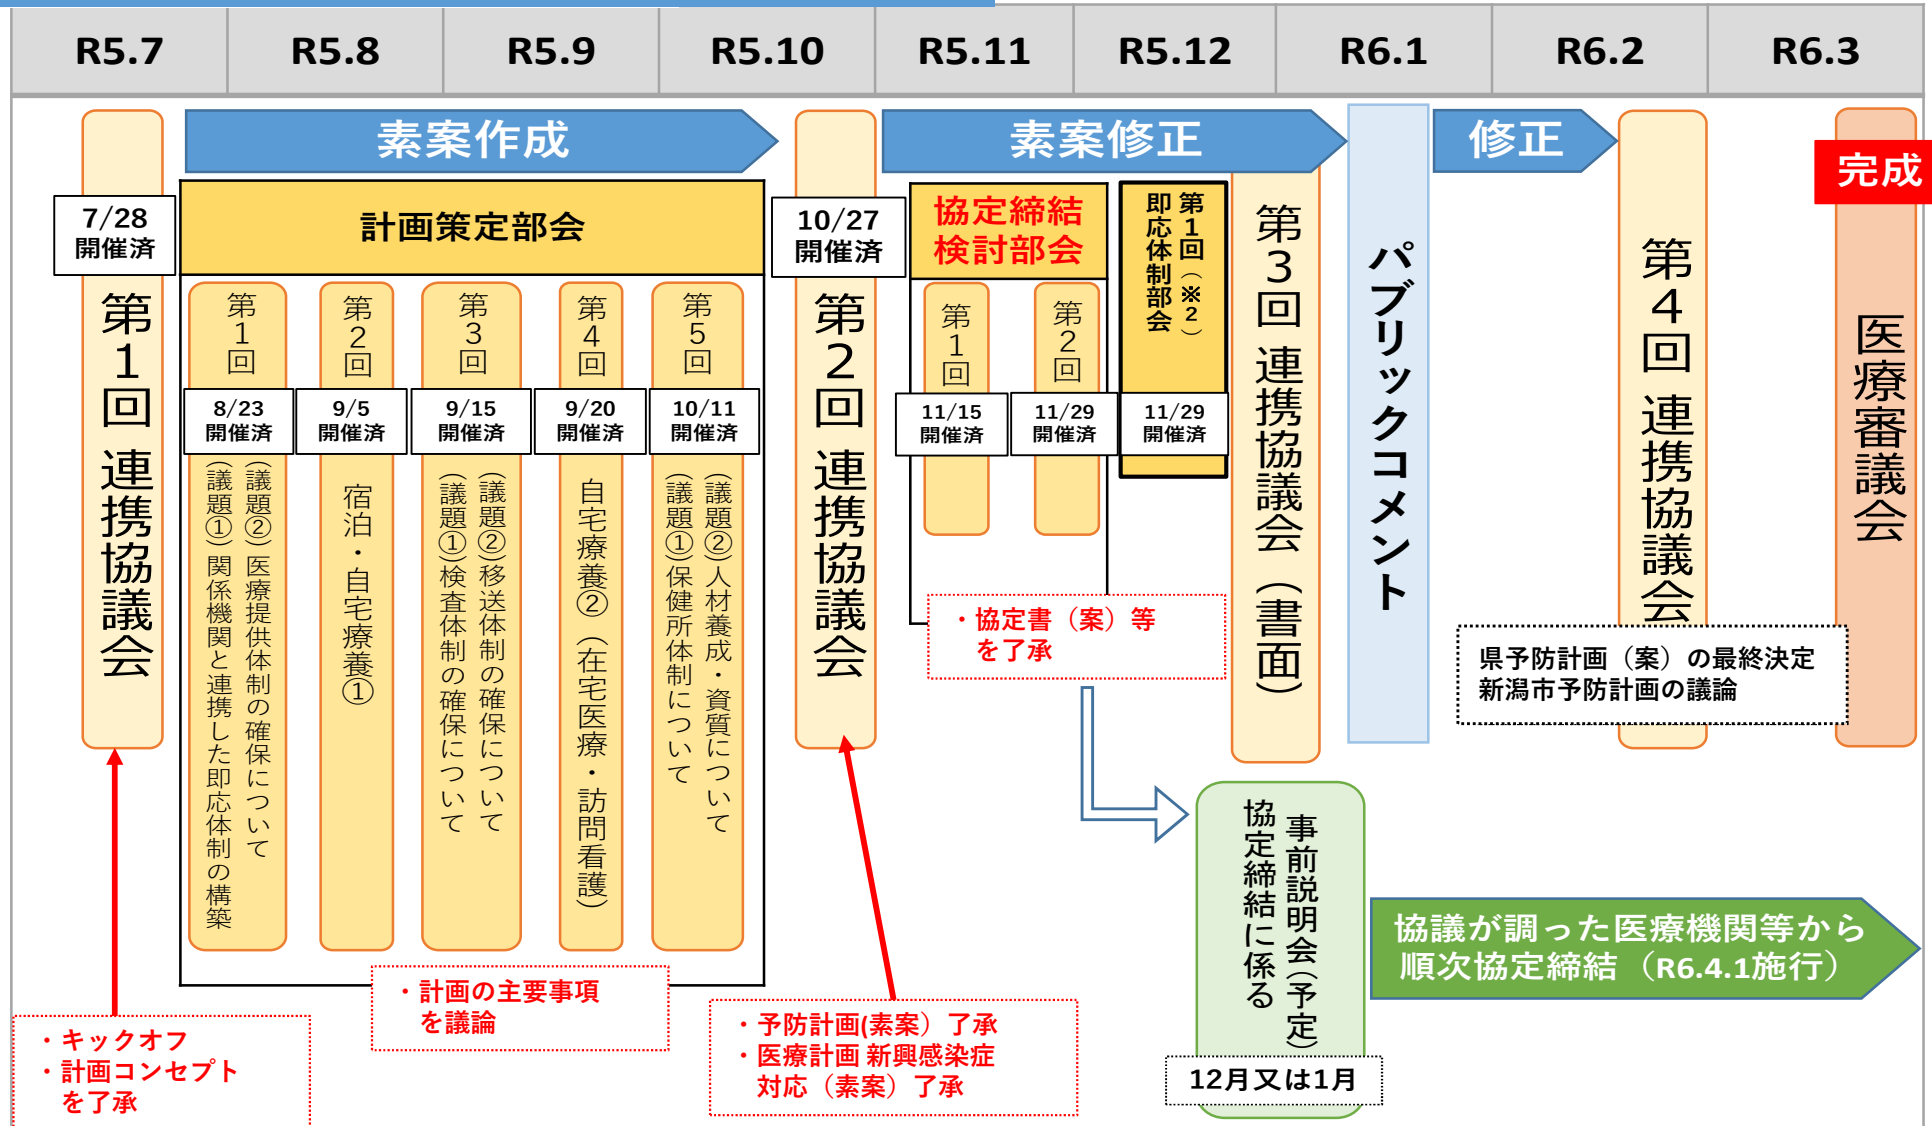 R5.7
R5.8
R5.9
R5.10
R5.11
R5.12
R6.1
R6.2
R6.3
素案作成
素案修正
修正
完成
7/28
開催済
第1回 連携協議会
計画策定部会
第1回
8/23
開催済
(議題①)関係機関と連携した即応体制の構築
(議題②)医療提供体制の確保について
第2回
9/5
開催済
宿泊・自宅療養①
第3回
9/15
開催済
(議題①)検査体制の確保について
(議題②)移送体制の確保について
第4回
9/20
開催済
自宅療養②(在宅医療・訪問看護)
第5回
10/11
開催済
(議題①)保健所体制について
(議題②)人材養成・資質について
10/27
開催済
第2回 連携協議会
協定締結
検討部会
第1回
11/15
開催済
第2回
11/29
開催済
第1回(※2)
即応体制部会
11/29
開催済
第3回 連携協議会(書面)
パブリックコメント
第4回 連携協議会
医療審議会
・協定書(案)等
を了承
県予防計画(案)の最終決定
新潟市予防計画の議論
事前説明会(予定)
協定締結に係る
12月又は1月
協議が調った医療機関等から
順次協定締結(R6.4.1施行)
・計画の主要事項
を議論
・キックオフ
・計画コンセプト
を了承
・予防計画(素案)了承
・医療計画 新興感染症
対応(素案)了承